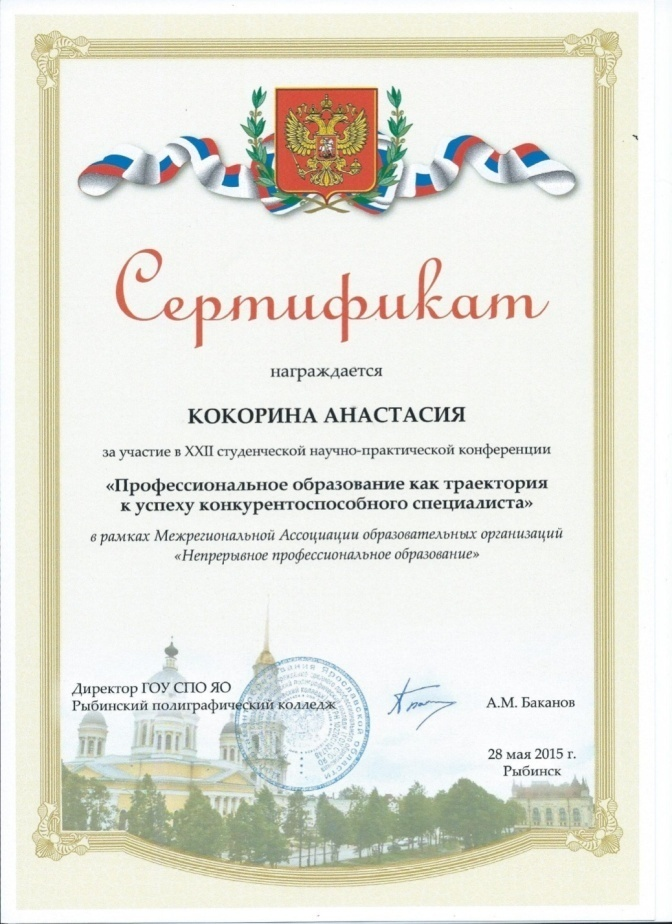 Сертификат
награждается
КОКОРИНА АНАСТАСИЯ
за участие в XXII студенческой научно-практической конференции
«Профессиональное образование как траектория
к успеху конкурентоспособного специалиста»
в рамках Межрегиональной Ассоциации образовательных организаций
«Непрерывное профессиональное образование»
Директор ГОУ СПО ЯО
Рыбинский полиграфический колледж
А.М. Баканов
28 мая 2015 г.
Рыбинск
Ярославской области